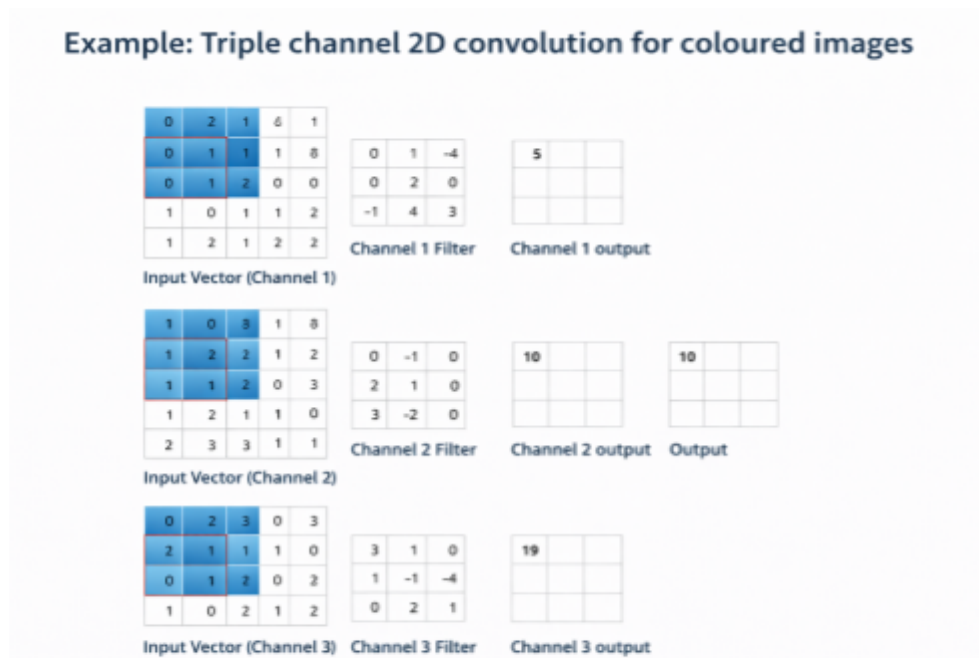 Example: Triple channel 2D convolution for coloured images
0 2 1 6 1
0 1 1 1 8
0 1 2 0 0
1 0 1 1 2
1 2 1 2 2
Input Vector (Channel 1)
0 1 -4
0 2 0
-1 4 3
Channel 1 Filter
5
Channel 1 output
1 0 3 1 8
1 2 2 1 2
1 1 2 0 3
1 2 1 1 0
2 3 3 1 1
Input Vector (Channel 2)
0 -1 0
2 1 0
3 -2 0
Channel 2 Filter
10
Channel 2 output
10
Output
0 2 3 0 3
2 1 1 1 0
0 1 2 0 2
1 0 2 1 2
Input Vector (Channel 3)
3 1 0
1 -1 -4
0 2 1
Channel 3 Filter
19
Channel 3 output